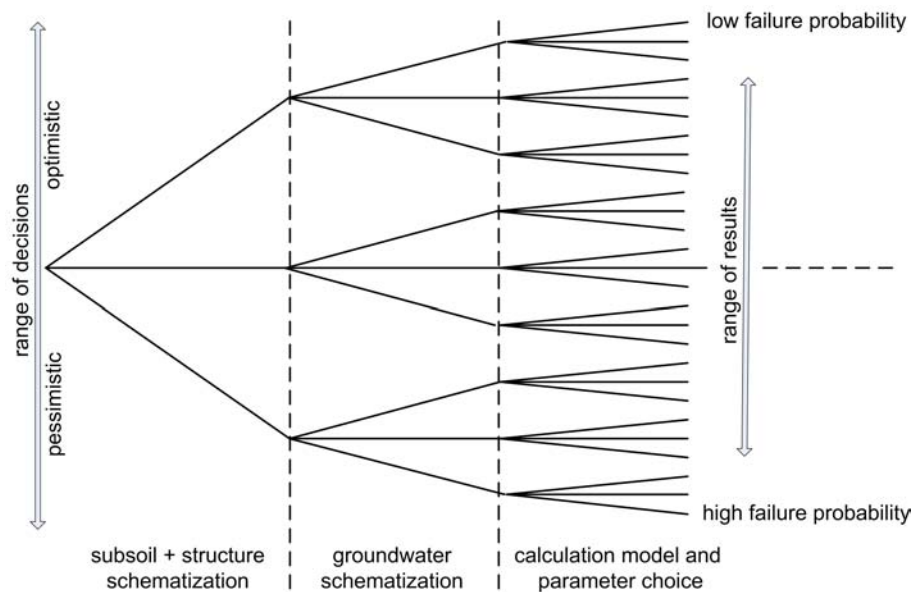 low failure probability
range of decisions
optimistic
pessimistic
range of results
high failure probability
subsoil + structure
schematization
groundwater
schematization
calculation model and
parameter choice